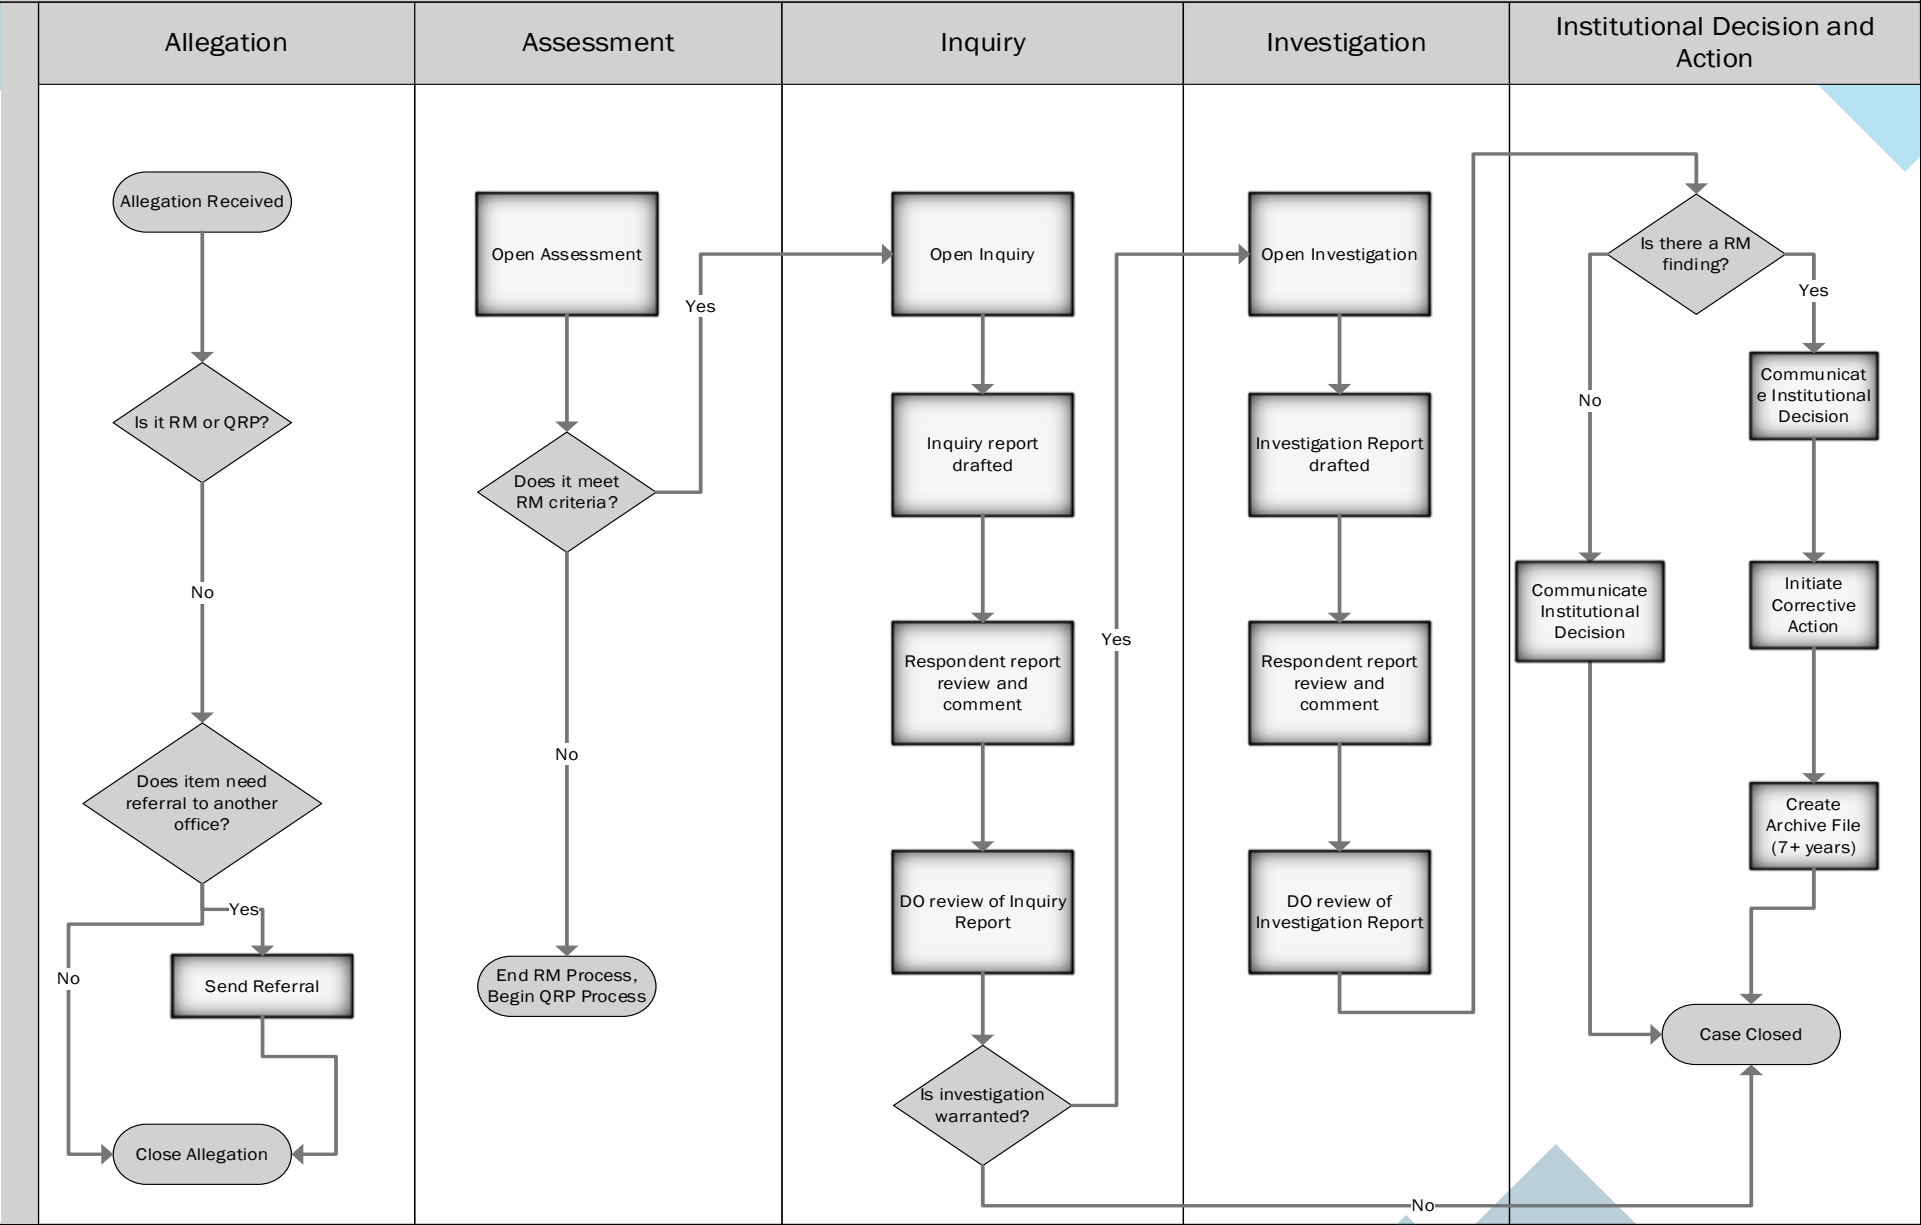 Allegation
Assessment
Inquiry
Investigation
Institutional Decision and
Action
Allegation Received
Is it RM or QRP?
No
Does item need
referral to another
office?
Yes
No
Send Referral
Close Allegation
Open Assessment
Does it meet
RM criteria?
Yes
No
End RM Process,
Begin QRP Process
Open Inquiry
Inquiry report
drafted
Respondent report
review and
comment
DO review of Inquiry
Report
Is investigation
warranted?
Yes
No
Open Investigation
Investigation Report
drafted
Respondent report
review and
comment
DO review of
Investigation Report
Is there a RM
finding?
Yes
No
Communicat
e Institutional
Decision
Communicate
Institutional
Decision
Initiate
Corrective
Action
Create
Archive File
(7+ years)
Case Closed